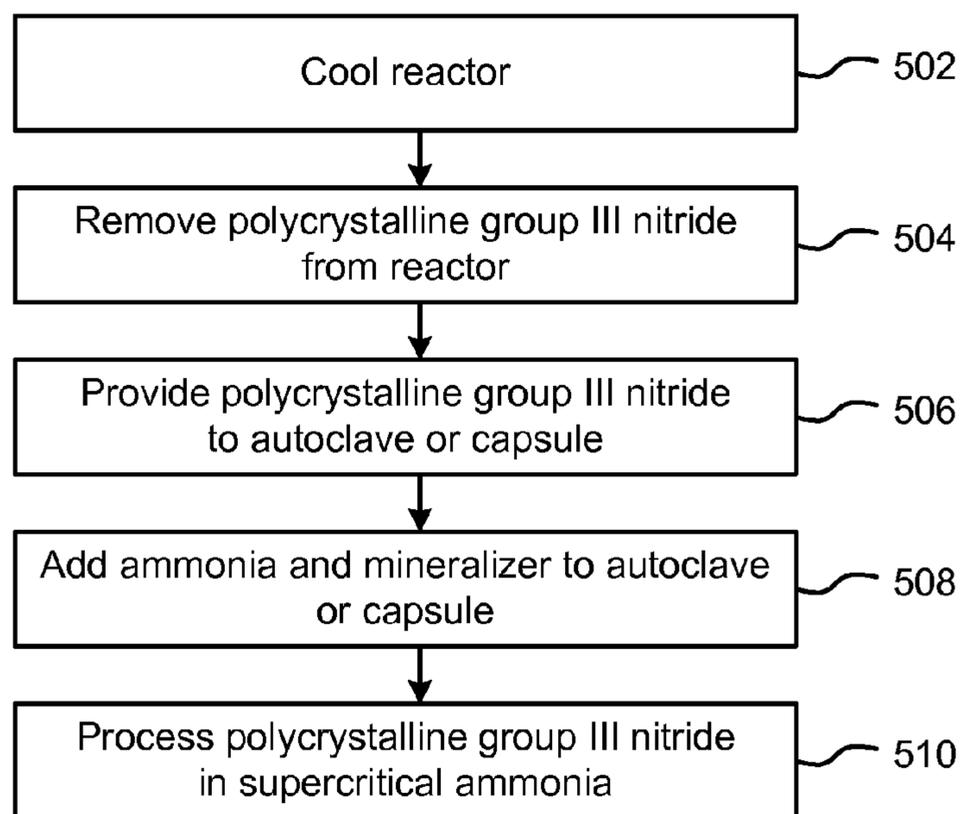 Cool reactor
502
Remove polycrystalline group III nitride
from reactor
504
Provide polycrystalline group III nitride
to autoclave or capsule
506
Add ammonia and mineralizer to autoclave
or capsule
508
Process polycrystalline group III nitride
in supercritical ammonia
510